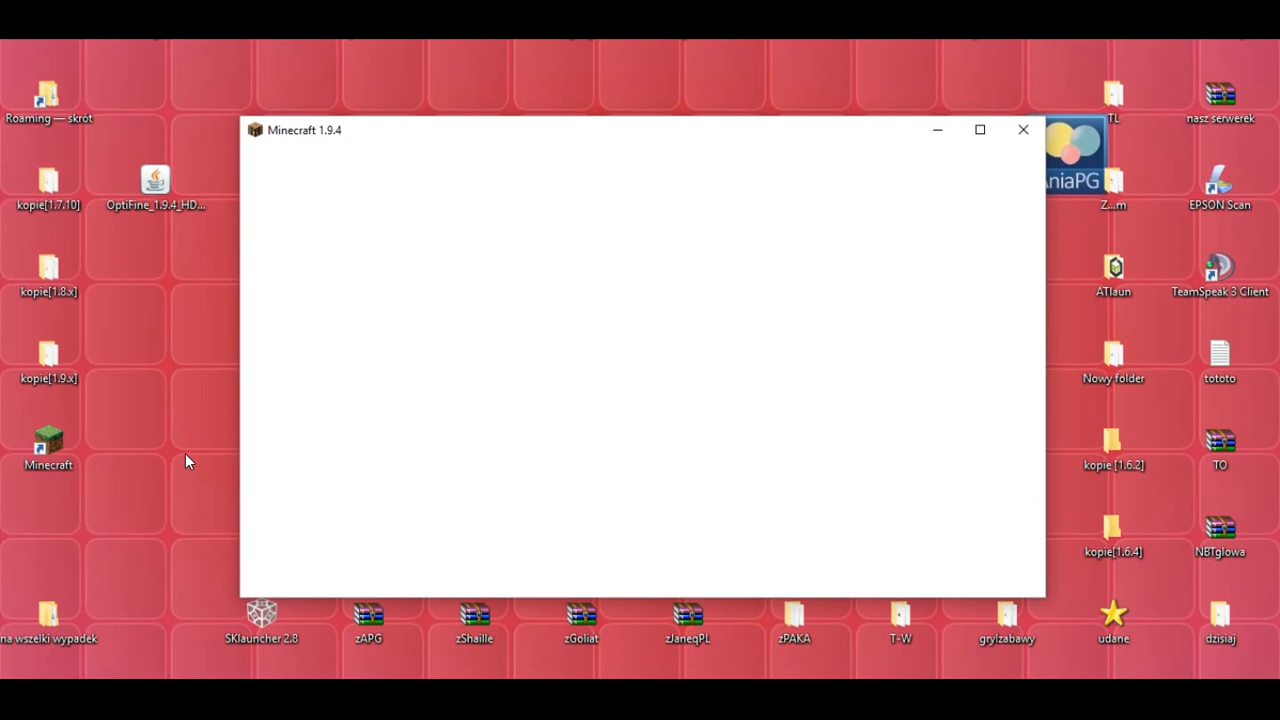 Minecraft 1.9.4
Roaming — skrót
TL
nasz serwerek
kopie[1.7.10]
OptiFine_1.9.4_HD...
niaPG
Z...m
EPSON Scan
kopie[1.8.x]
ATlaun
TeamSpeak 3 Client
kopie[1.9.x]
Nowy folder
tototo
Minecraft
kopie [1.6.2]
TO
kopie[1.6.4]
NBTglowa
na wszelki wypadek
SKlauncher 2.8
zAPG
zShaille
zGoliat
zJaneqPL
zPAKA
T-W
gryIzabawy
udane
dzisiaj